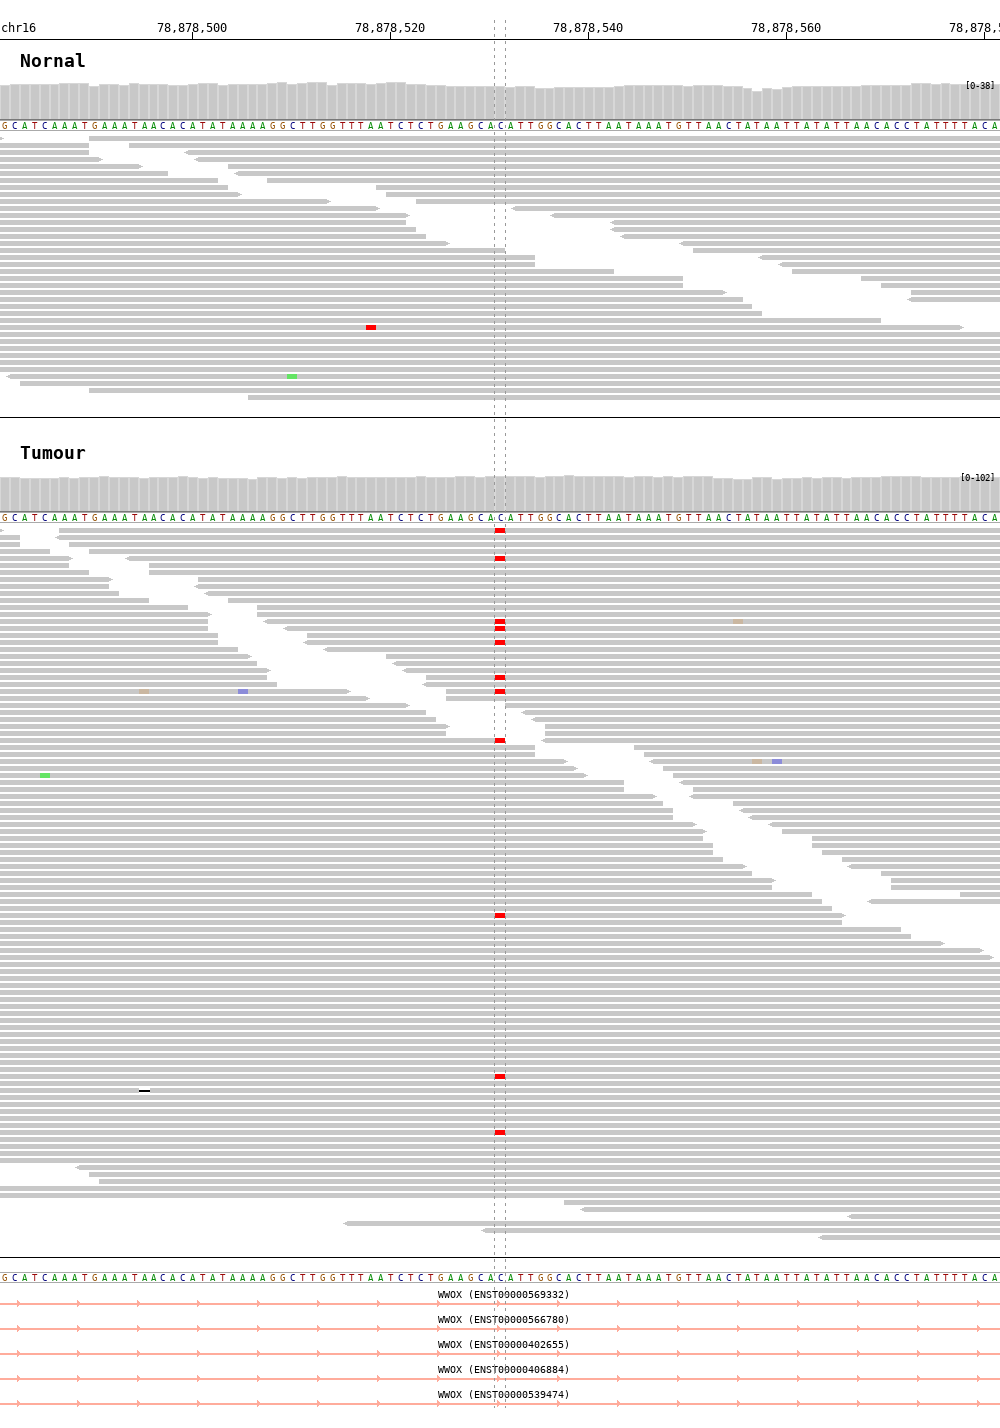 chr16 78,878,500 78,878,520 78,878,540 78,878,560 78,878,5
Nornal
[0-38]
GCATCAAATGAAATAACACATATAAAAGGCTTGGTTTAATCTCTGAAGCACATTGGCACTTAATAAATGTTAACTATAATTATATTAACACCTATTTTACA
Tumour
[0-102]
GCATCAAATGAAATAACACATATAAAAGGCTTGGTTTAATCTCTGAAGCACATTGGCACTTAATAAATGTTAACTATAATTATATTAACACCTATTTTACA
GCATCAAATGAAATAACACATATAAAAGGCTTGGTTTAATCTCTGAAGCACATTGGCACTTAATAAATGTTAACTATAATTATATTAACACCTATTTTACA
WWOX (ENST00000569332)
WWOX (ENST00000566780)
WWOX (ENST00000402655)
WWOX (ENST00000406884)
WWOX (ENST00000539474)